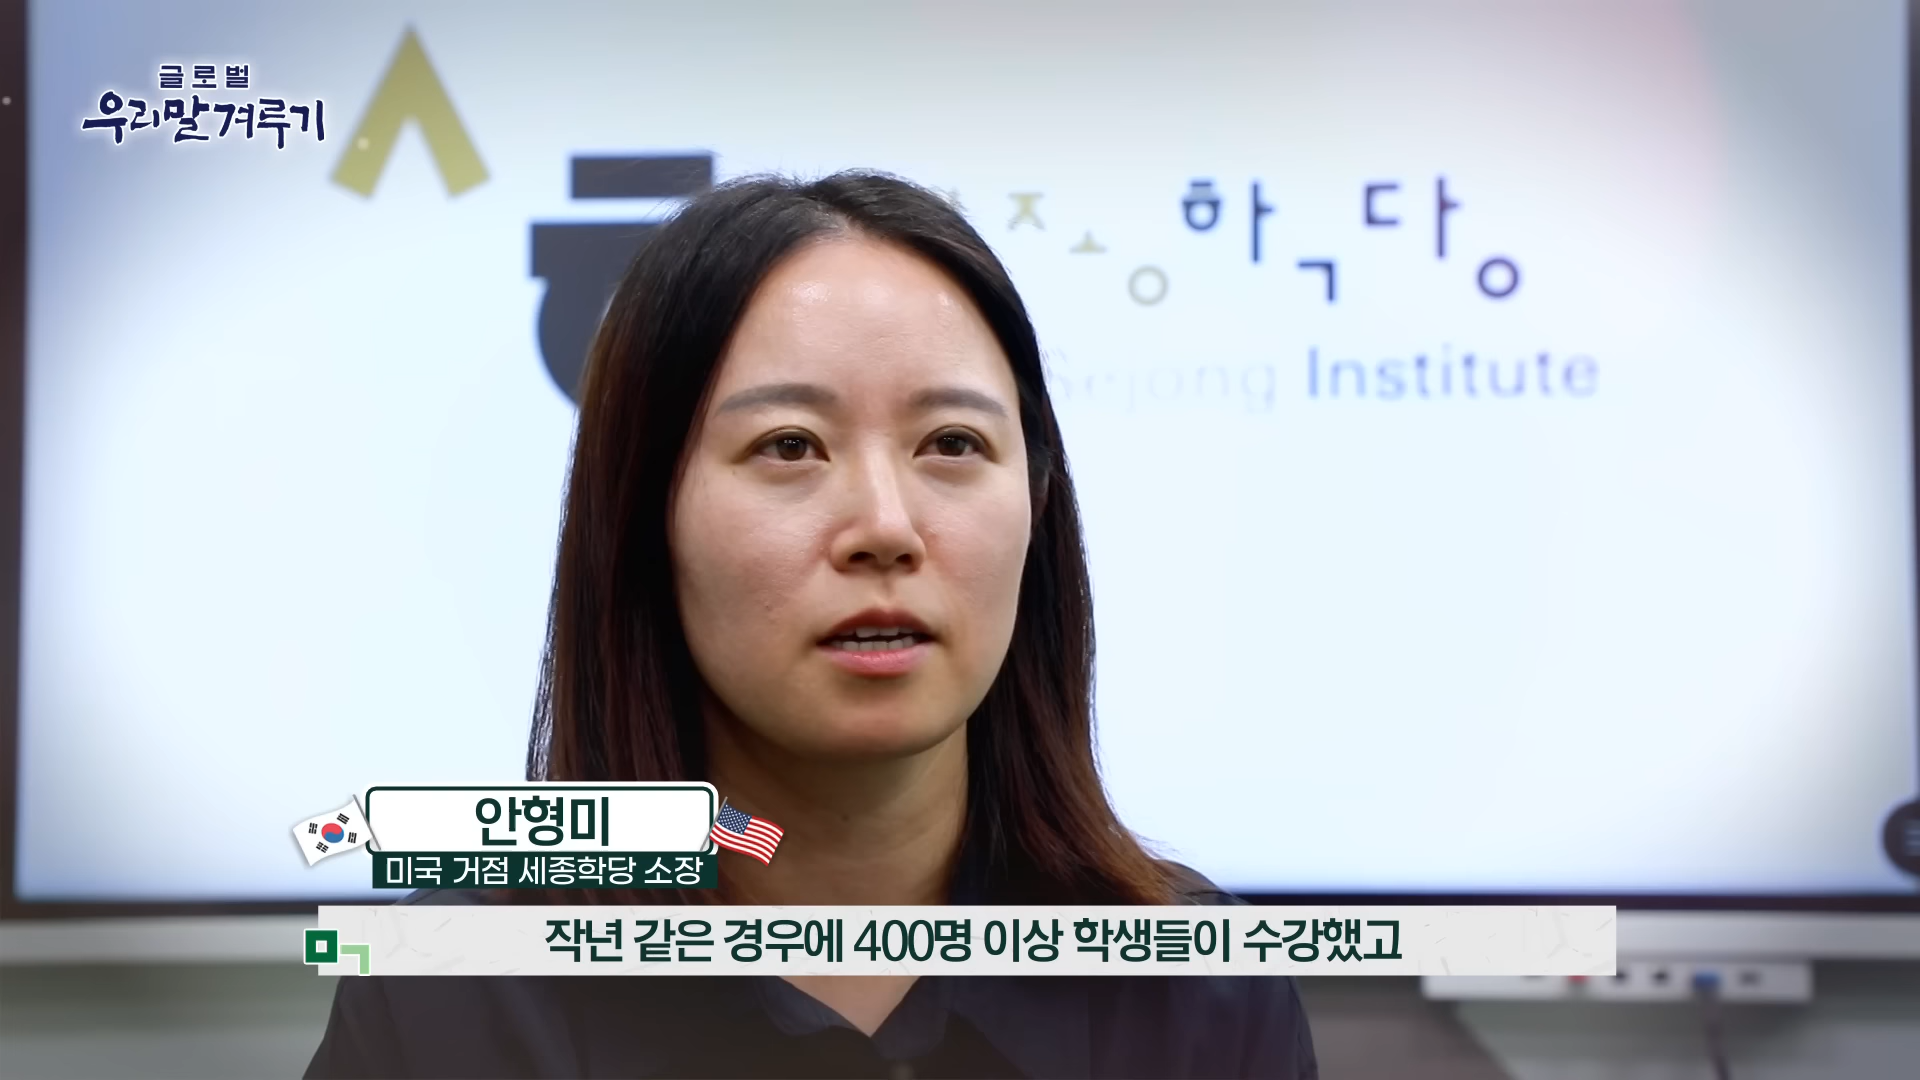 글로벌
우리말 겨루기
종학당
Sejong Institute
안형미
미국 거점 세종학당 소장
작년 같은 경우에 400명 이상 학생들이 수강했고